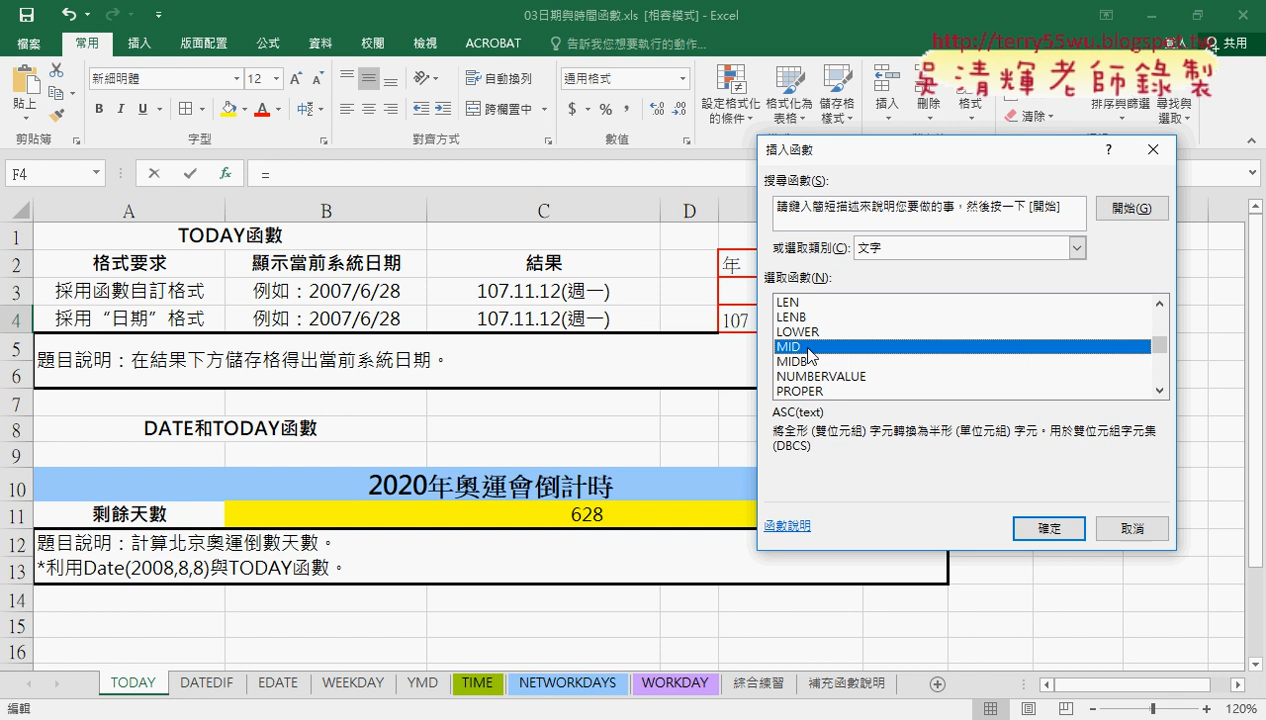 03日期與時間函數.xls [相容模式] - Excel
檔案 常用 插入 版面配置 公式 資料 校閱 檢視 ACROBAT 告訴我您想要執行的動作... 共用
http://terry55wu.blogspot.tw
吳清輝老師錄製
貼上 新細明體 12 自動換列 通用格式 設定格式化的條件 格式化為表格 儲存格樣式 插入 刪除 格式 排序與篩選 尋找與選取
跨欄置中 清除
剪貼簿 字型 對齊方式 數值
F4 =
A B C D
1 TODAY函數
2 格式要求 顯示當前系統日期 結果 年
3 採用函數自訂格式 例如：2007/6/28 107.11.12(週一)
4 採用“日期”格式 例如：2007/6/28 107.11.12(週一) 107
5
題目說明：在結果下方儲存格得出當前系統日期。
6
7
8 DATE和TODAY函數
9
10 2020年奧運會倒計時
11 剩餘天數 628
12 題目說明：計算北京奧運倒數天數。
13 *利用Date(2008,8,8)與TODAY函數。
14
15
16
插入函數 ?
搜尋函數(S):
請鍵入簡短描述來說明您要做的事，然後按一下 [開始]
開始(G)
或選取類別(C): 文字
選取函數(N):
LEN
LENB
LOWER
MID
MIDB
NUMBERVALUE
PROPER
ASC(text)
將全形 (雙位元組) 字元轉換為半形 (單位元組) 字元。用於雙位元組字元集
(DBCS)
函數說明 確定 取消
TODAY DATEDIF EDATE WEEKDAY YMD TIME NETWORKDAYS WORKDAY 綜合練習 補充函數說明
編輯 120%